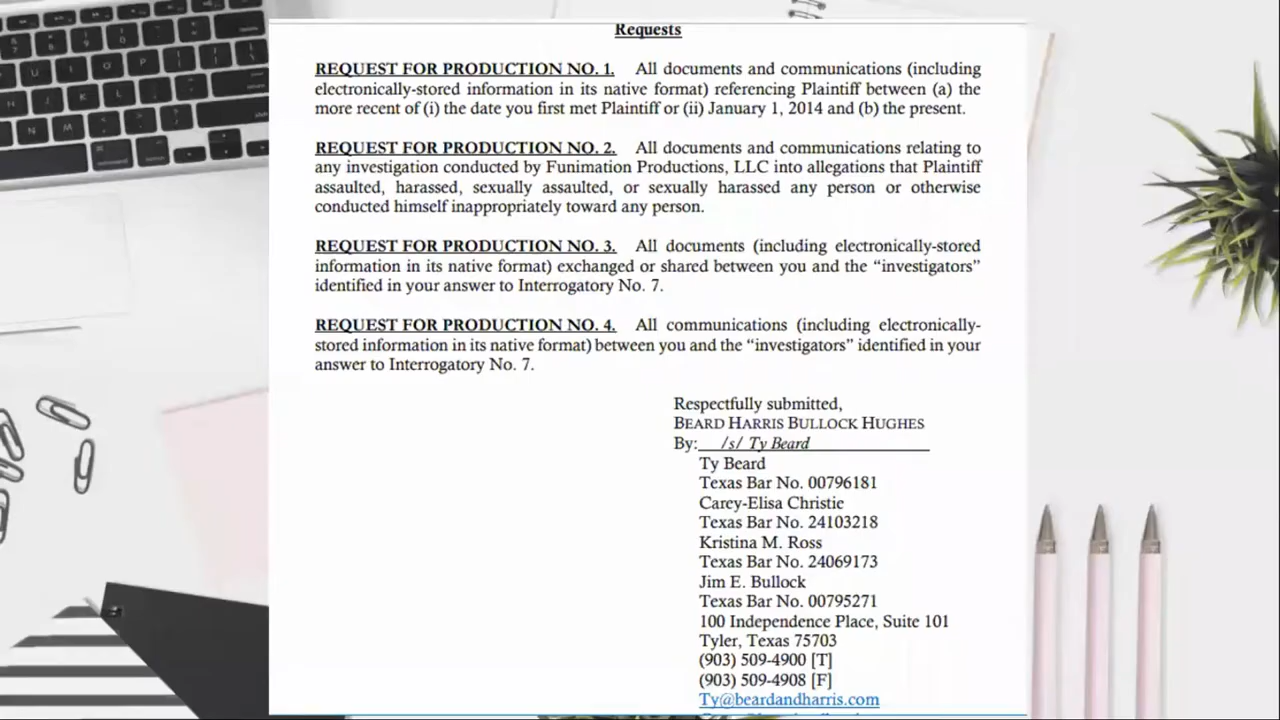 Requests
REQUEST FOR PRODUCTION NO. 1. All documents and communications (including
electronically-stored information in its native format) referencing Plaintiff between (a) the
more recent of (i) the date you first met Plaintiff or (ii) January 1, 2014 and (b) the present.
REQUEST FOR PRODUCTION NO. 2. All documents and communications relating to
any investigation conducted by Funimation Productions, LLC into allegations that Plaintiff
assaulted, harassed, sexually assaulted, or sexually harassed any person or otherwise
conducted himself inappropriately toward any person.
REQUEST FOR PRODUCTION NO. 3. All documents (including electronically-stored
information in its native format) exchanged or shared between you and the “investigators”
identified in your answer to Interrogatory No. 7.
REQUEST FOR PRODUCTION NO. 4. All communications (including electronically-
stored information in its native format) between you and the “investigators” identified in your
answer to Interrogatory No. 7.
Respectfully submitted,
BEARD HARRIS BULLOCK HUGHES
By: /s/ Ty Beard
Ty Beard
Texas Bar No. 00796181
Carey-Elisa Christie
Texas Bar No. 24103218
Kristina M. Ross
Texas Bar No. 24069173
Jim E. Bullock
Texas Bar No. 00795271
100 Independence Place, Suite 101
Tyler, Texas 75703
(903) 509-4900 [T]
(903) 509-4908 [F]
Ty@beardandharris.com